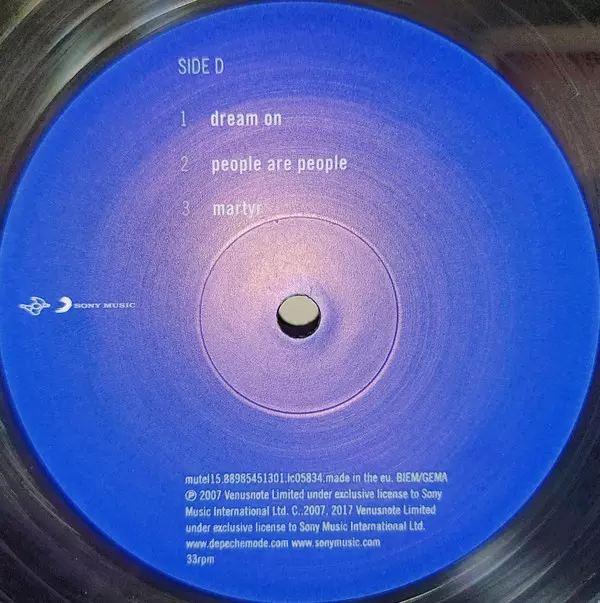 SIDE D
1 dream on
2 people are people
3 martyr
SONY MUSIC
mutel15.88985451301.lc05834.made in the eu. BIEM/GEMA
℗ 2007 Venusnote Limited under exclusive license to Sony
Music International Ltd. C..2007, 2017 Venusnote Limited
under exclusive license to Sony Music International Ltd.
www.depechemode.com www.sonymusic.com
33rpm